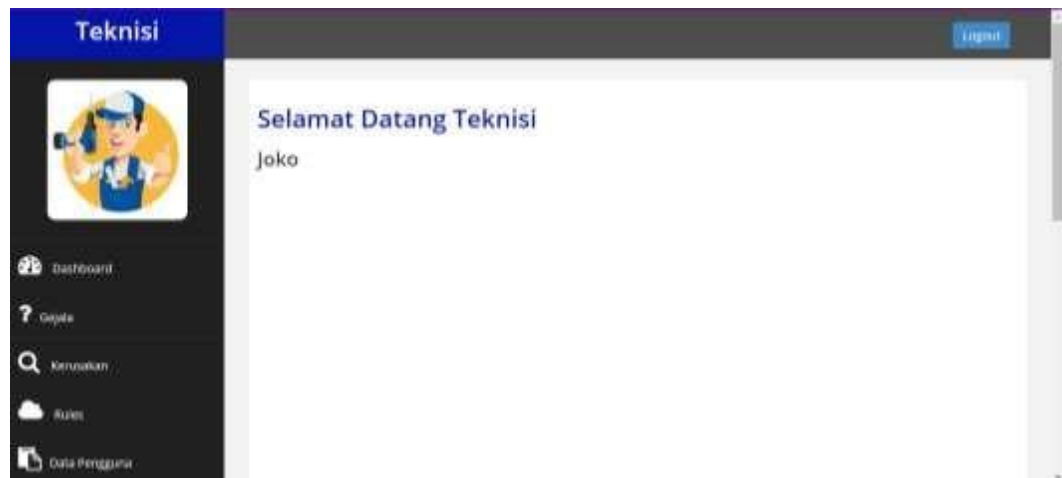 Teknisi
Logout
Selamat Datang Teknisi
Joko
Dashboard
? Gejala
Kerusakan
Rules
Data Pengguna